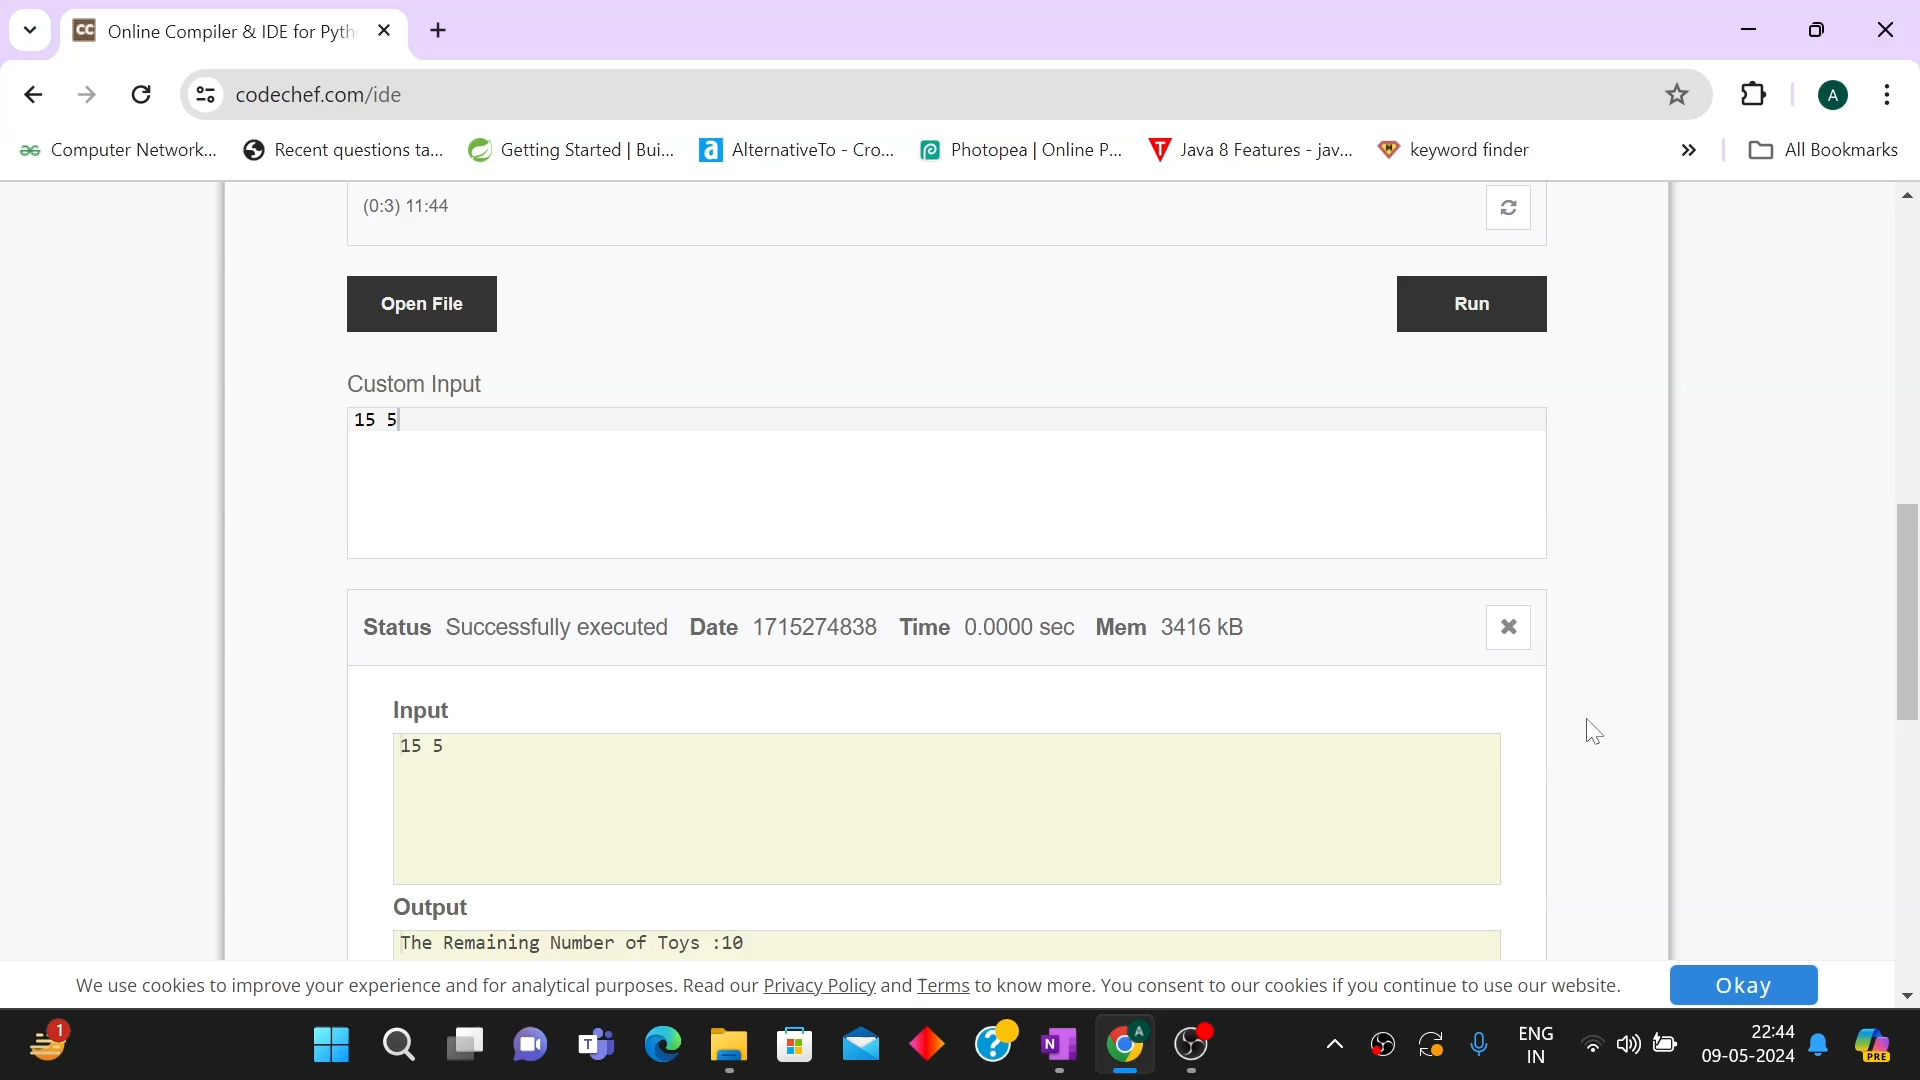 CC Online Compiler & IDE for Pyth
codechef.com/ide
A
Computer Network... Recent questions ta... Getting Started | Bui... a AlternativeTo - Cro... Photopea | Online P... T Java 8 Features - jav... keyword finder » All Bookmarks
(0:3) 11:44
Open File Run
Custom Input
15 5
Status Successfully executed Date 1715274838 Time 0.0000 sec Mem 3416 kB
Input
15 5
Output
The Remaining Number of Toys :10
We use cookies to improve your experience and for analytical purposes. Read our Privacy Policy and Terms to know more. You consent to our cookies if you continue to use our website. Okay
1
T
?
N
A
ENG
IN
22:44
09-05-2024
PRE